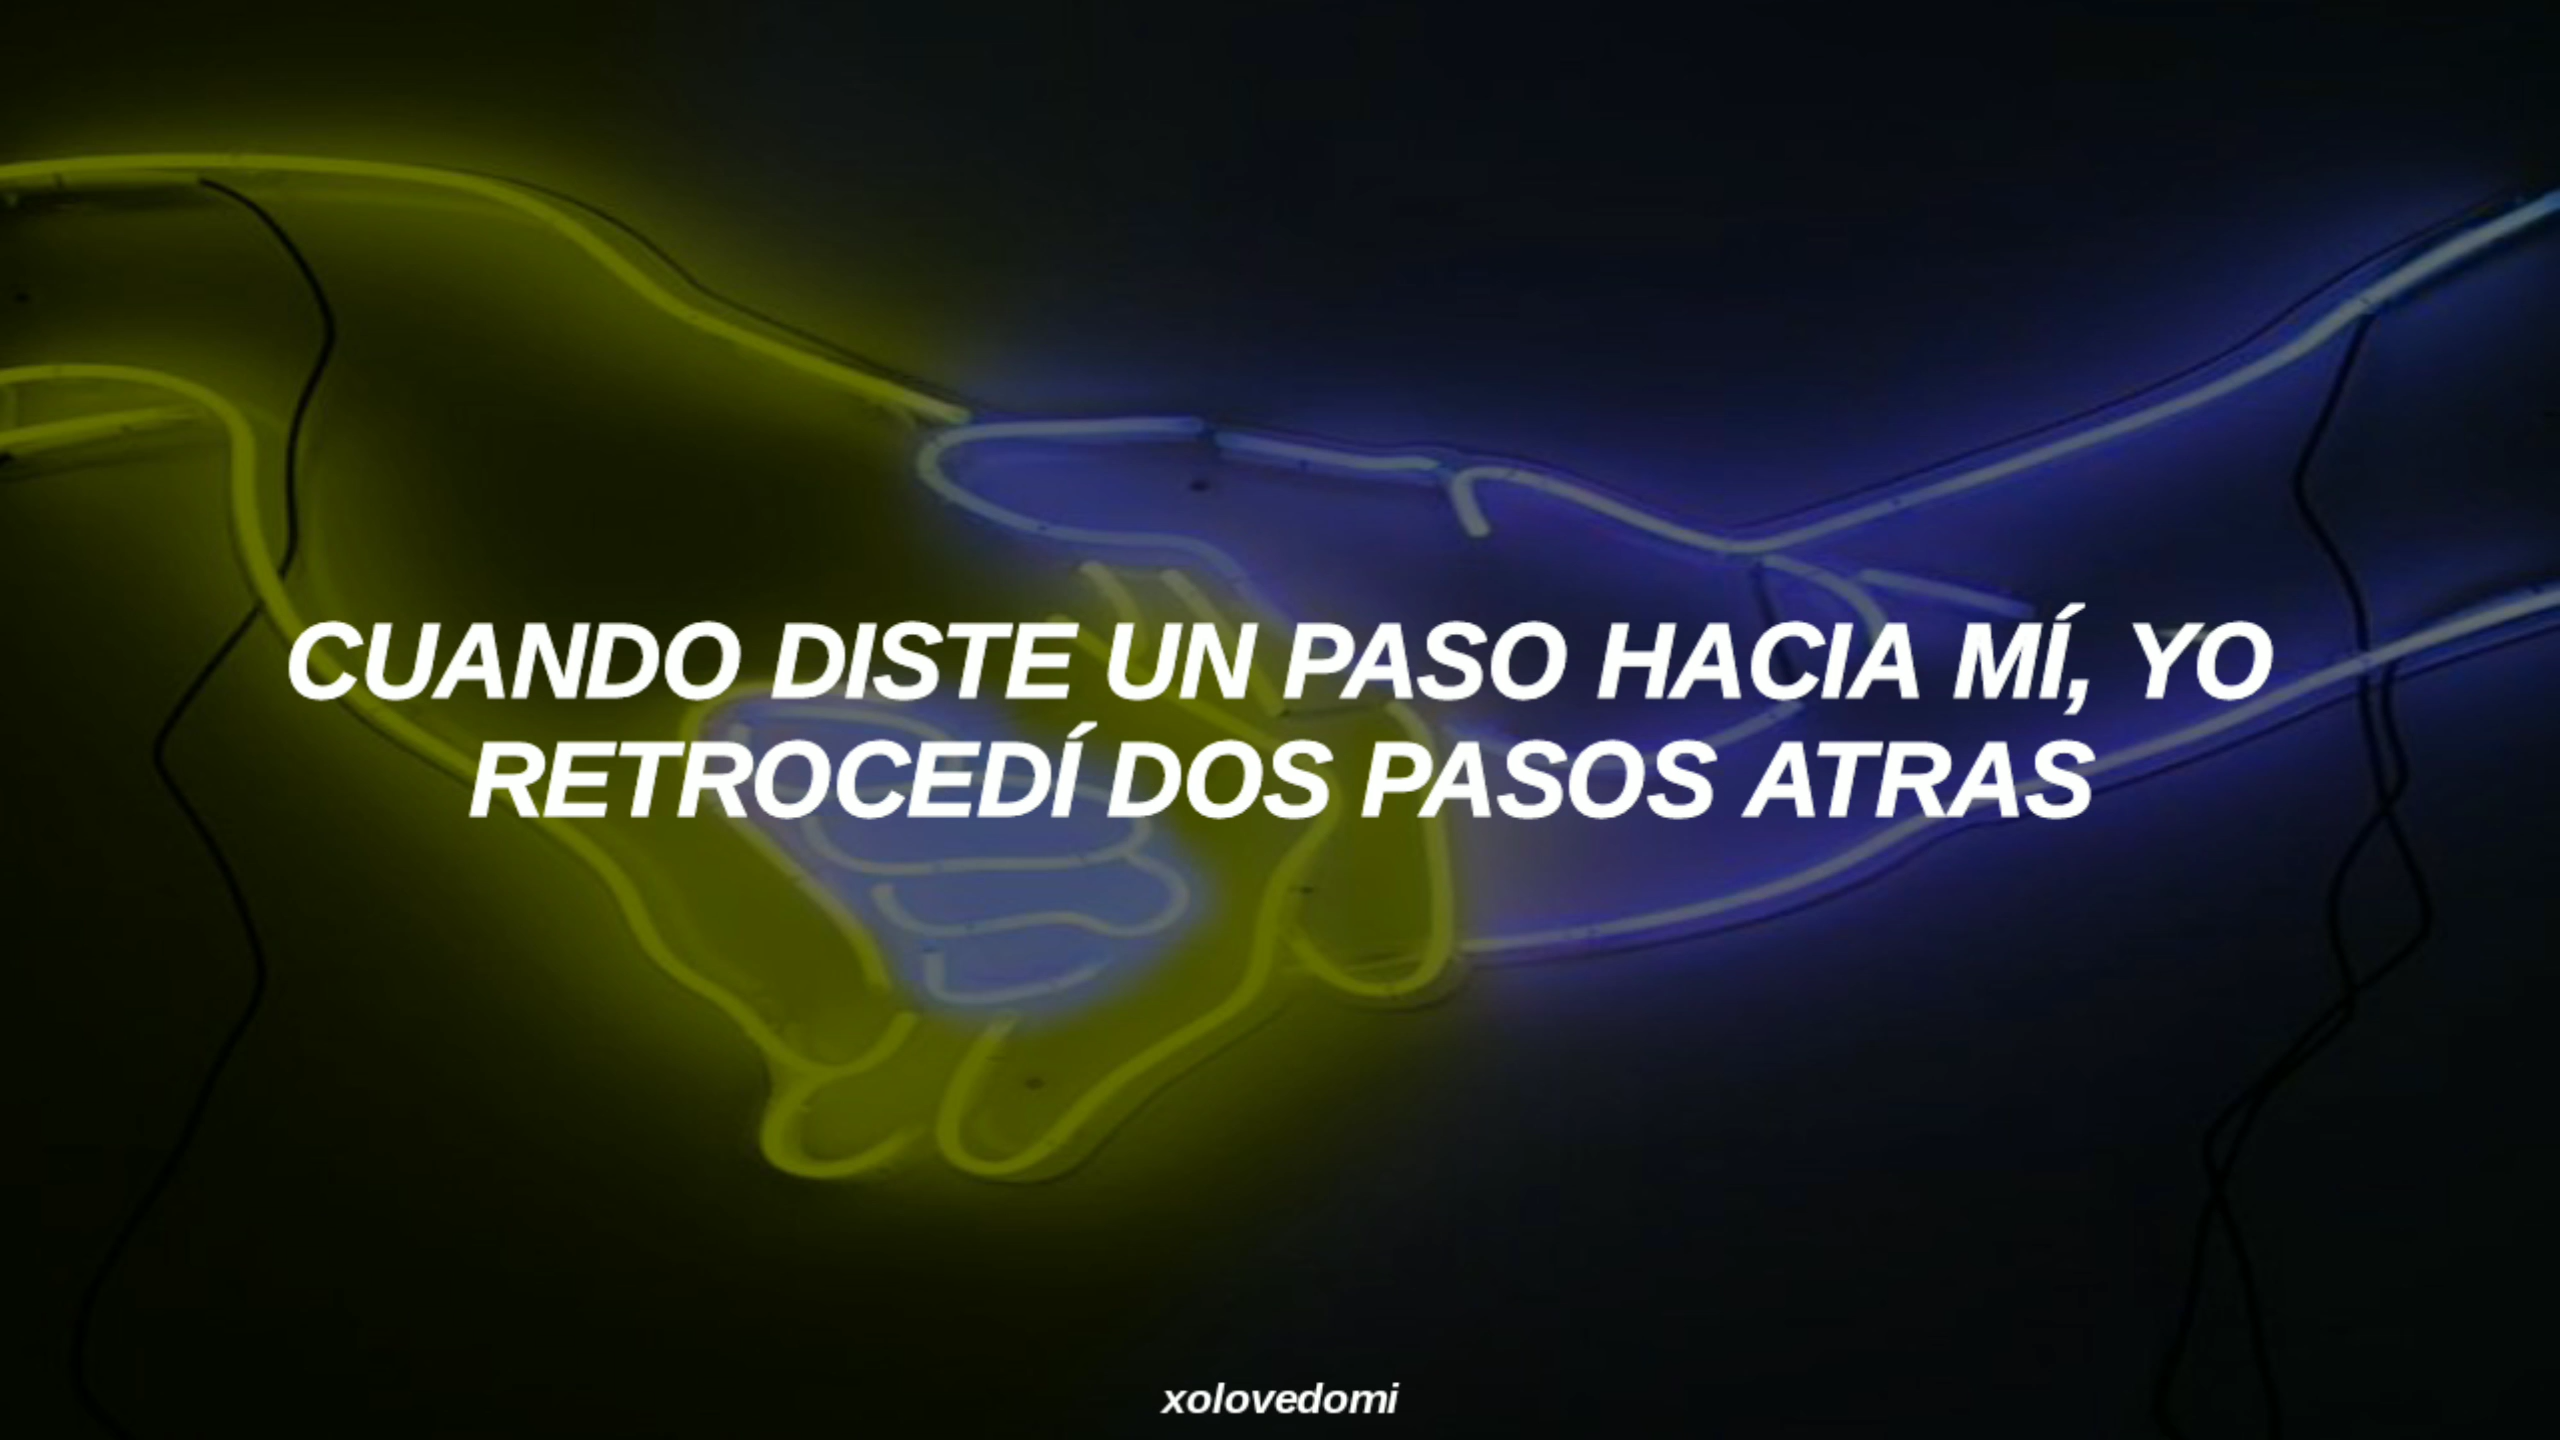 CUANDO DISTE UN PASO HACIA MÍ, YO
RETROCEDÍ DOS PASOS ATRAS
xolovedomi